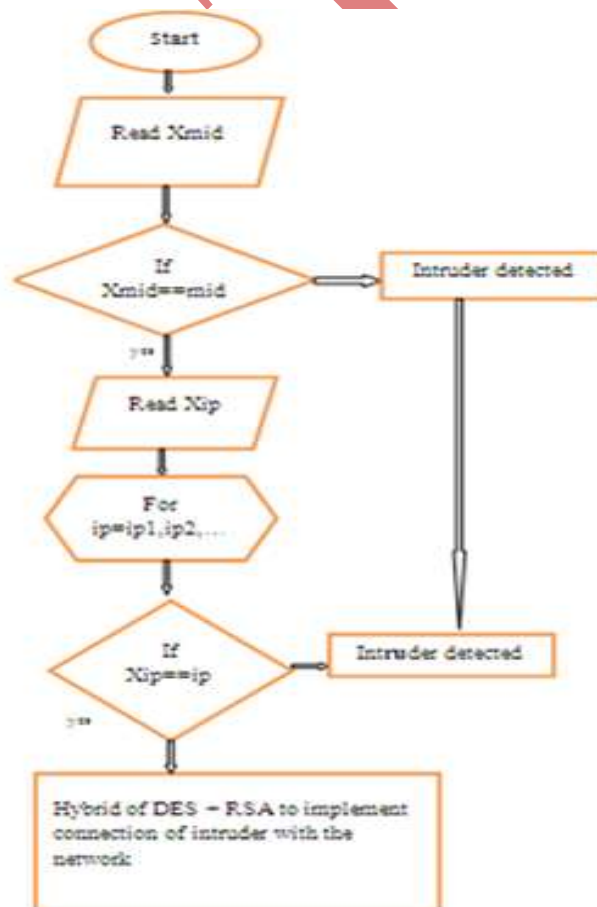 Start
Read Xmid
If
Xmid==mid
Intruder detected
yes
Read Xip
For
ip=ip1,ip2,...
If
Xip==ip
Intruder detected
yes
Hybrid of DES + RSA to implement
connection of intruder with the
network